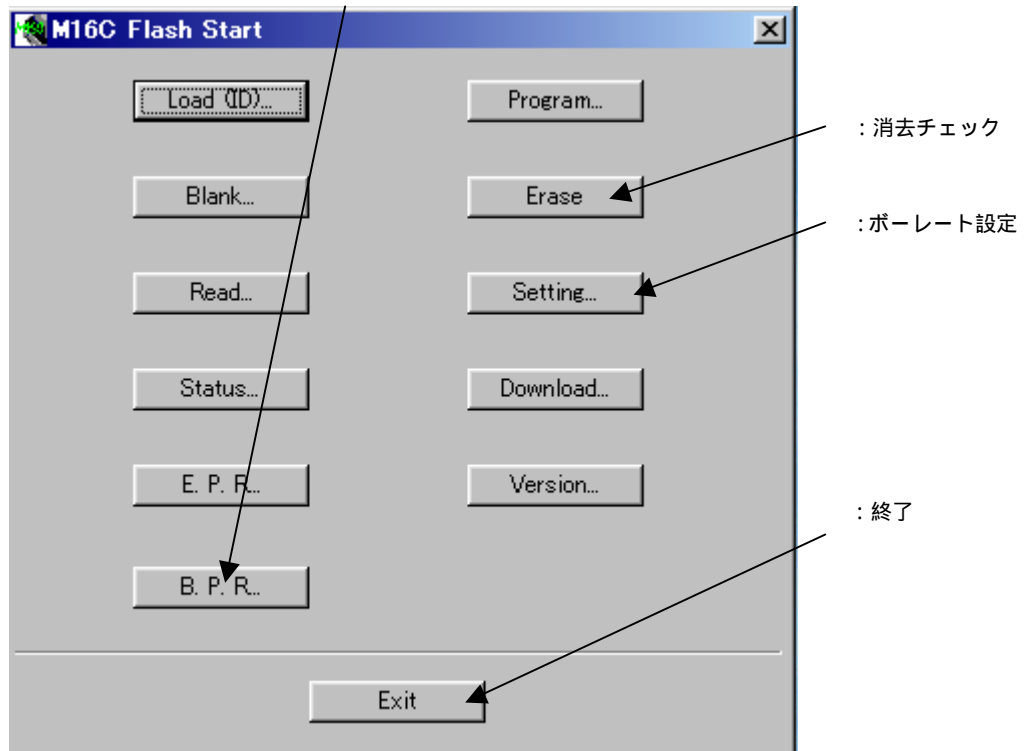 M16C Flash Start
Load (ID)...
Program...
：消去チェック
Blank...
Erase
：ボーレート設定
Read...
Setting...
Status...
Download...
E. P. R...
Version...
：終了
B. P. R...
Exit